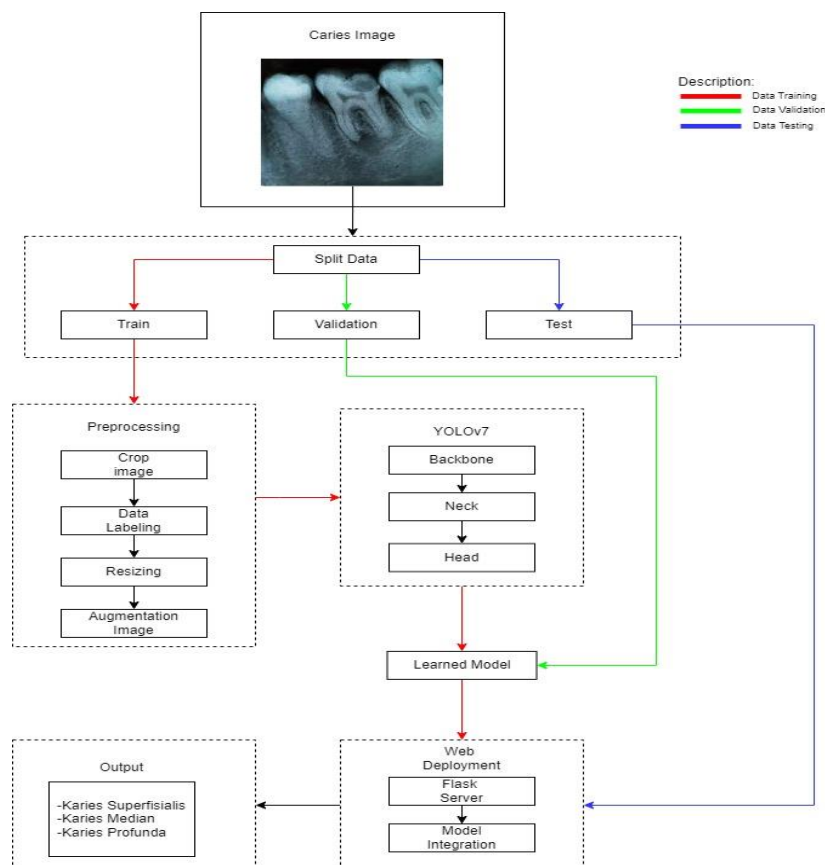 Caries Image
Description:
Data Training
Data Validation
Data Testing
Split Data
Train
Validation
Test
Preprocessing
Crop
image
Data
Labeling
Resizing
Augmentation
Image
YOLOv7
Backbone
Neck
Head
Learned Model
Web
Deployment
Flask
Server
Model
Integration
Output
-Karies Superfisialis
-Karies Median
-Karies Profunda